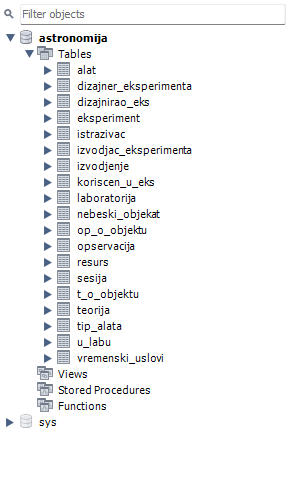 Filter objects
astronomija
Tables
alat
dizajner_eksperimenta
dizajnirao_eks
eksperiment
istrazivac
izvodjac_eksperimenta
izvodjenje
koriscen_u_eks
laboratorija
nebeski_objekat
op_o_objektu
opservacija
resurs
sesija
t_o_objektu
teorija
tip_alata
u_labu
vremenski_uslovi
Views
Stored Procedures
Functions
sys